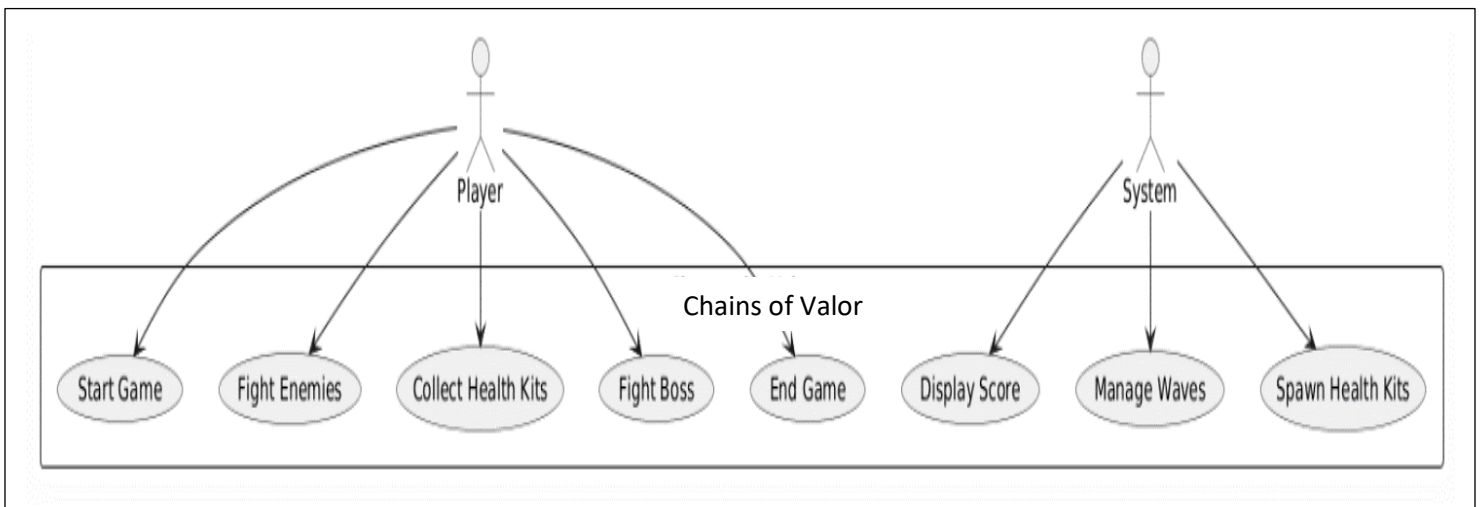 Player
System
Chains of Valor
Start Game
Fight Enemies
Collect Health Kits
Fight Boss
End Game
Display Score
Manage Waves
Spawn Health Kits